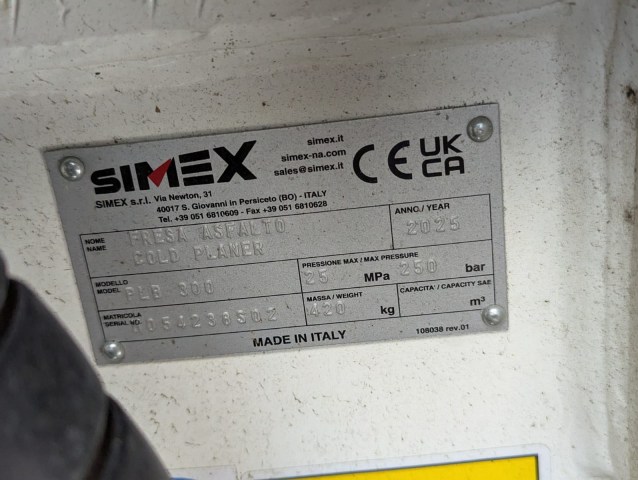 SIMEX
simex.it
simex-na.com
sales@simex.it
CE UK CA
SIMEX s.r.l. Via Newton, 31
40017 S. Giovanni in Persiceto (BO) - ITALY
Tel. +39 051 6810609 - Fax +39 051 6810628
NOME
NAME
FRESA ASFALTO
COLD PLANER
ANNO / YEAR
2025
MODELLO
MODEL
PLB 300
PRESSIONE MAX / MAX PRESSURE
25 MPa 250 bar
MATRICOLA
SERIAL NO.
MASSA / WEIGHT
420 kg
CAPACITA' / CAPACITY SAE
m³
MADE IN ITALY
108038 rev.01